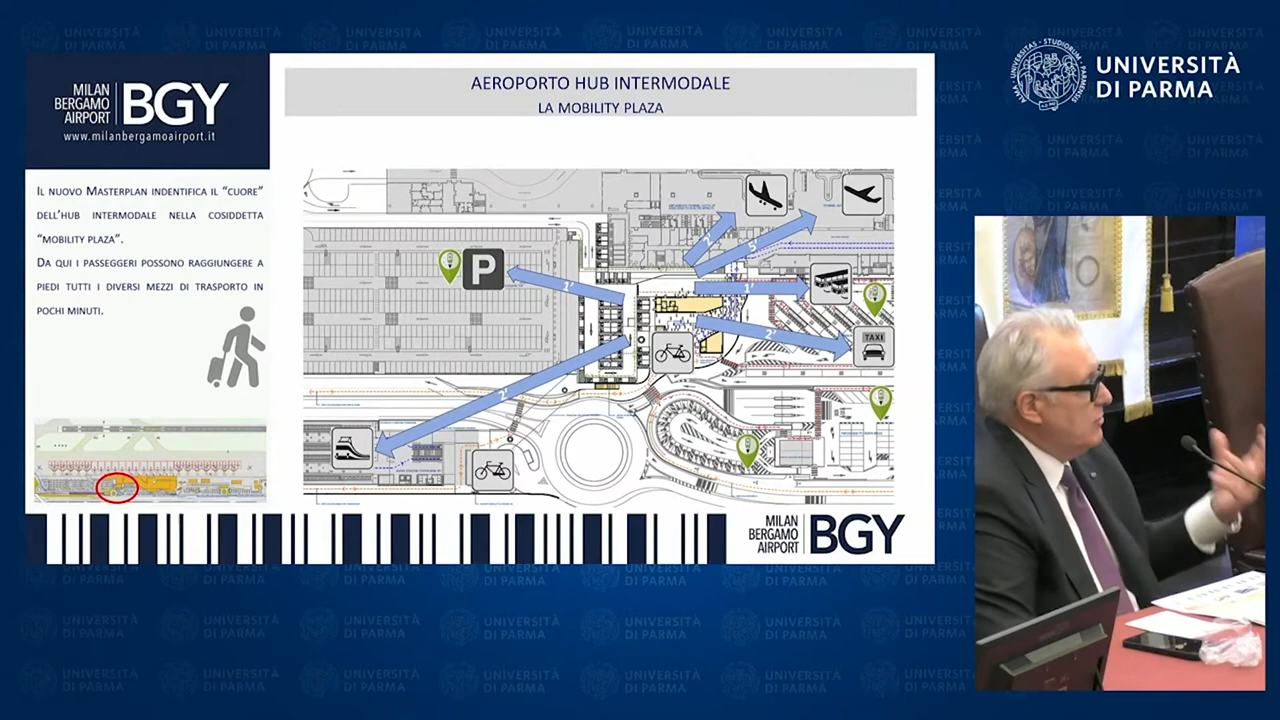 AEROPORTO HUB INTERMODALE
LA MOBILITY PLAZA
MILAN
BERGAMO
AIRPORT
BGY
www.milanbergamoairport.it
IL NUOVO MASTERPLAN INDENTIFICA IL “CUORE”
DELL’HUB INTERMODALE NELLA COSIDDETTA
“MOBILITY PLAZA”.
DA QUI I PASSEGGERI POSSONO RAGGIUNGERE A
PIEDI TUTTI I DIVERSI MEZZI DI TRASPORTO IN
POCHI MINUTI.
P
1'
2'
5'
1'
2'
TAXI
2'
MILAN
BERGAMO
AIRPORT
BGY
UNIVERSITÀ
DI PARMA